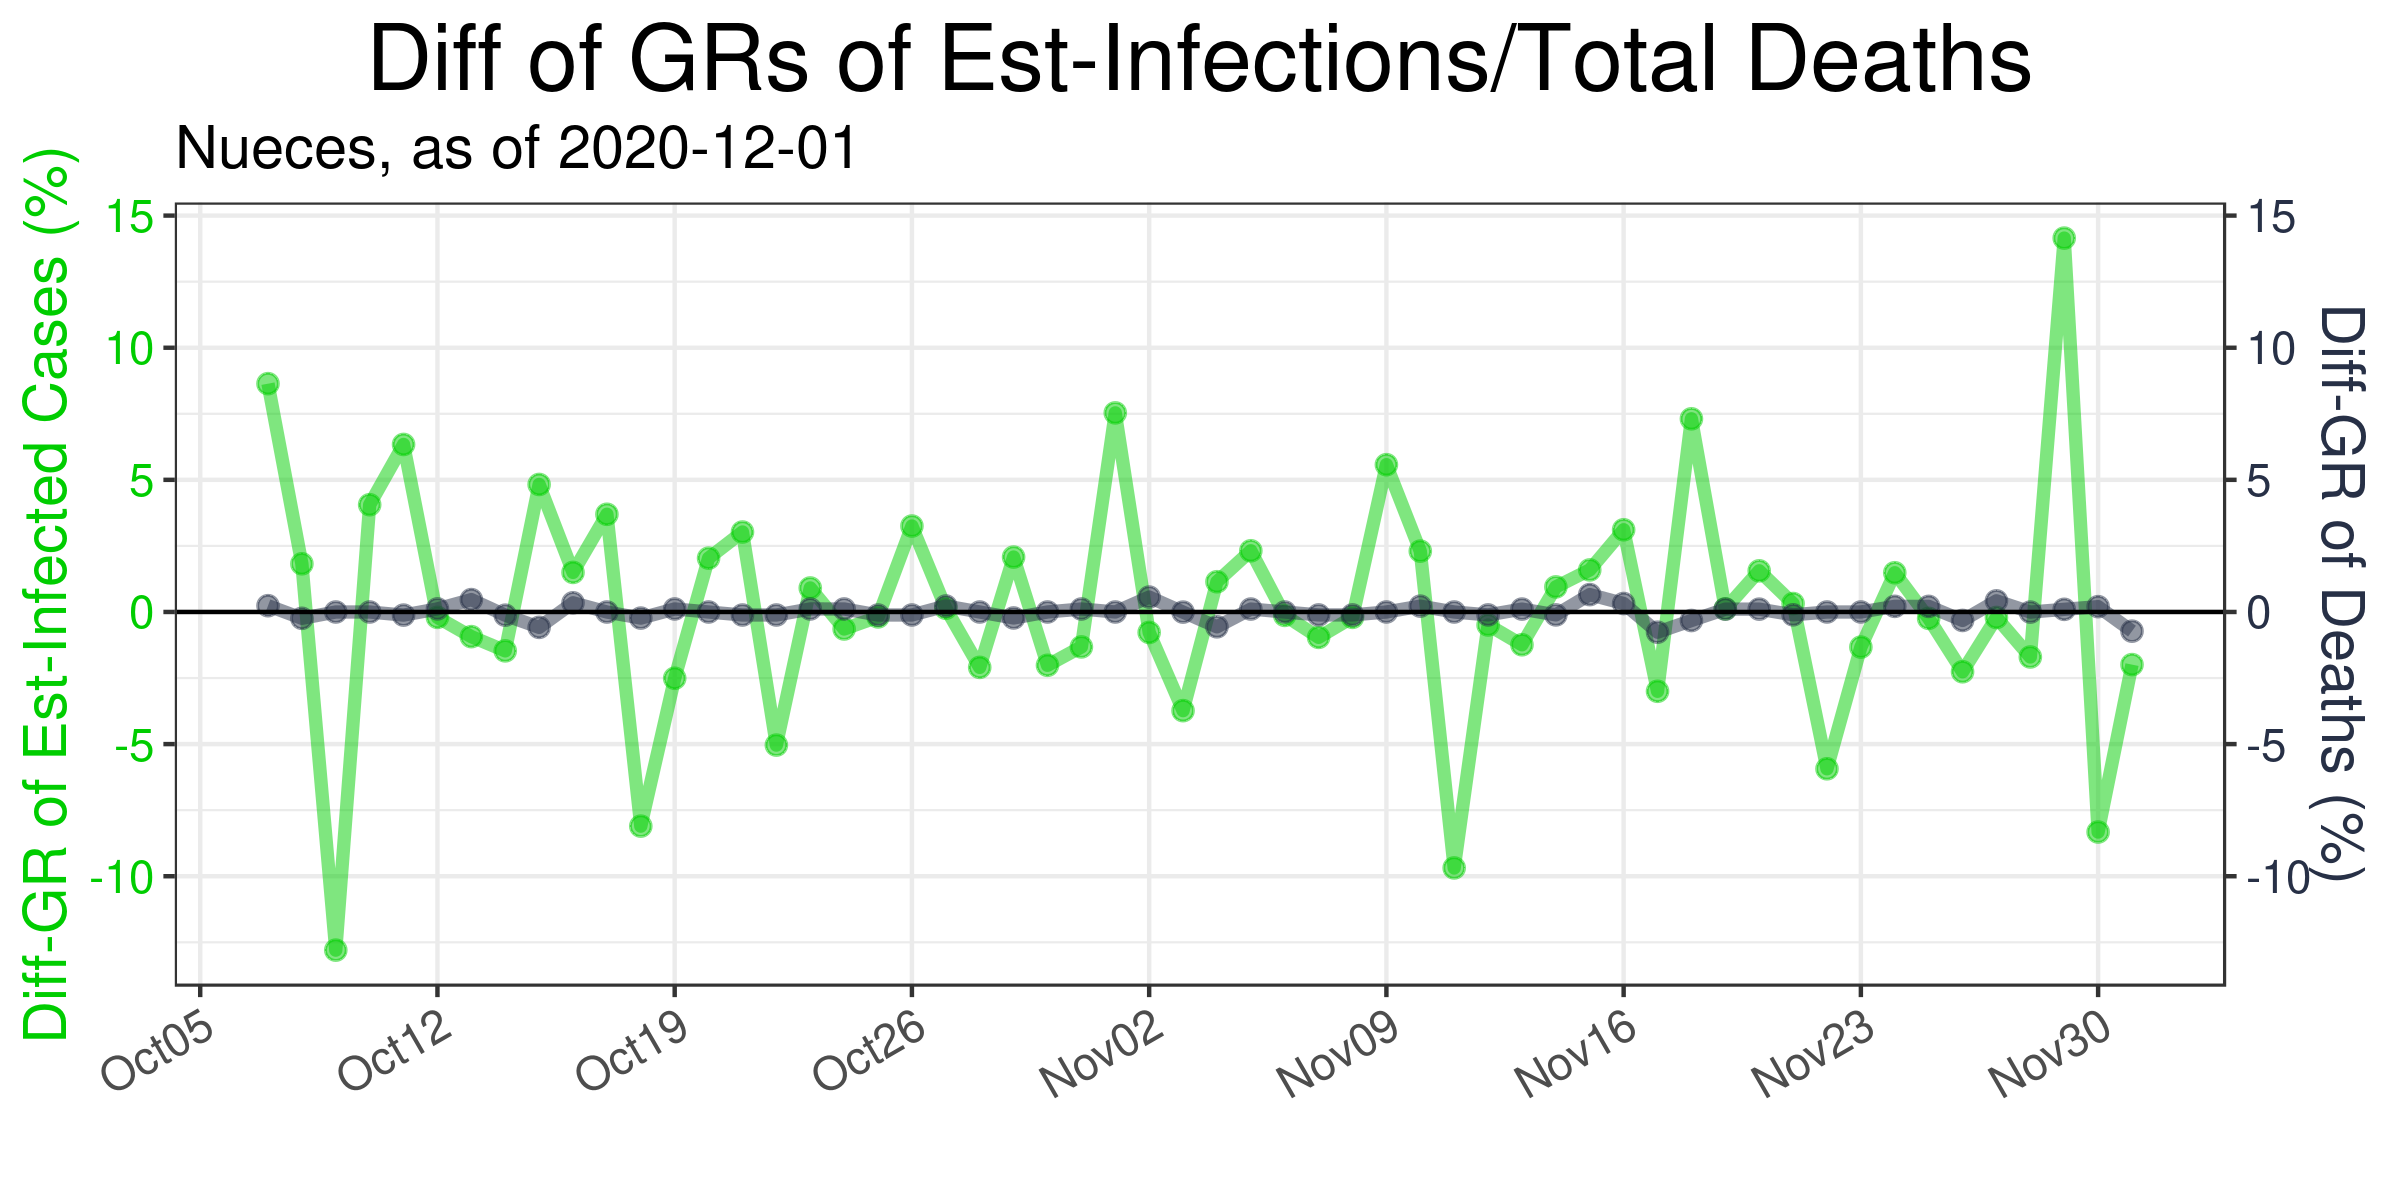 Diff of GRs of Est-Infections/Total Deaths
Nueces, as of 2020-12-01
Diff-GR of Est-Infected Cases (%)
15
10
5
0
-5
-10
15
10
5
0
-5
-10
Diff-GR of Deaths (%)
Oct05
Oct12
Oct19
Oct26
Nov02
Nov09
Nov16
Nov23
Nov30